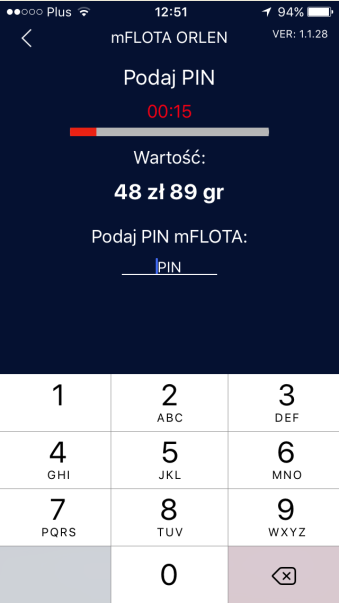 Plus 12:51 94%
mFLOTA ORLEN VER: 1.1.28
Podaj PIN
00:15
Wartość:
48 zł 89 gr
Podaj PIN mFLOTA:
PIN
1 2 3
ABC DEF
4 5 6
GHI JKL MNO
7 8 9
PQRS TUV WXYZ
0